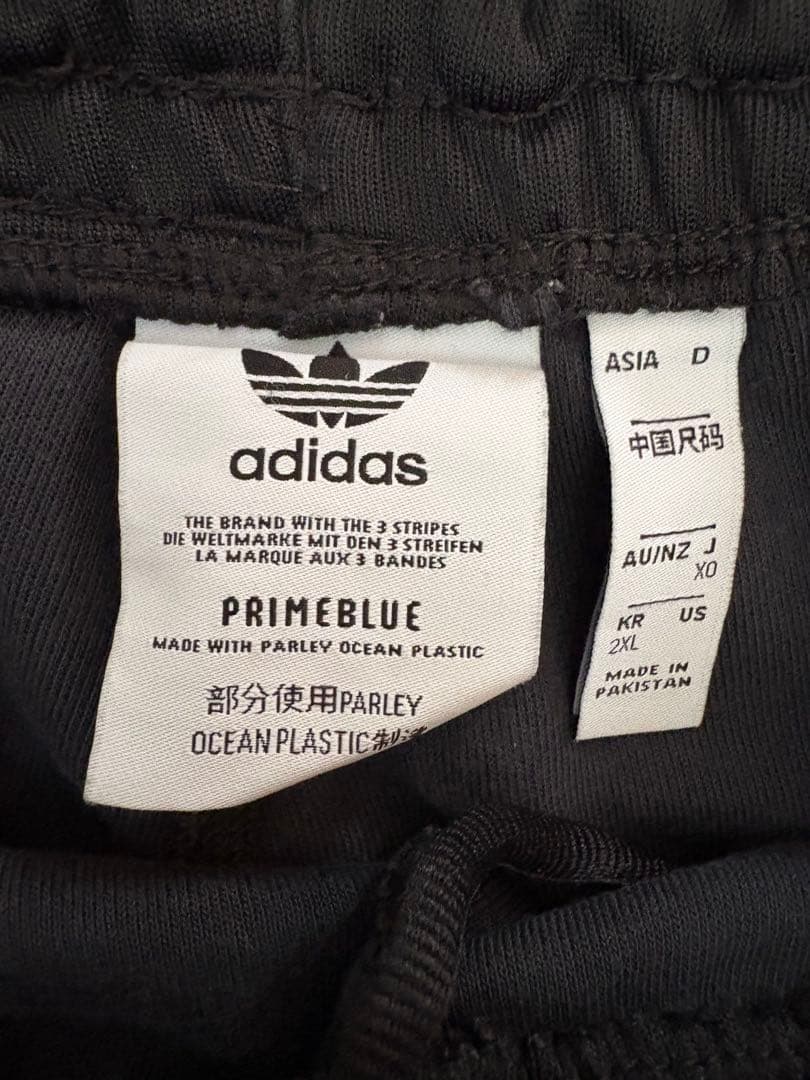 adidas
THE BRAND WITH THE 3 STRIPES
DIE WELTMARKE MIT DEN 3 STREIFEN
LA MARQUE AUX 3 BANDES
PRIMEBLUE
MADE WITH PARLEY OCEAN PLASTIC
部分使用PARLEY
OCEAN PLASTIC制造
ASIA D
中国尺码
AU/NZ J
XO
KR US
2XL
MADE IN
PAKISTAN